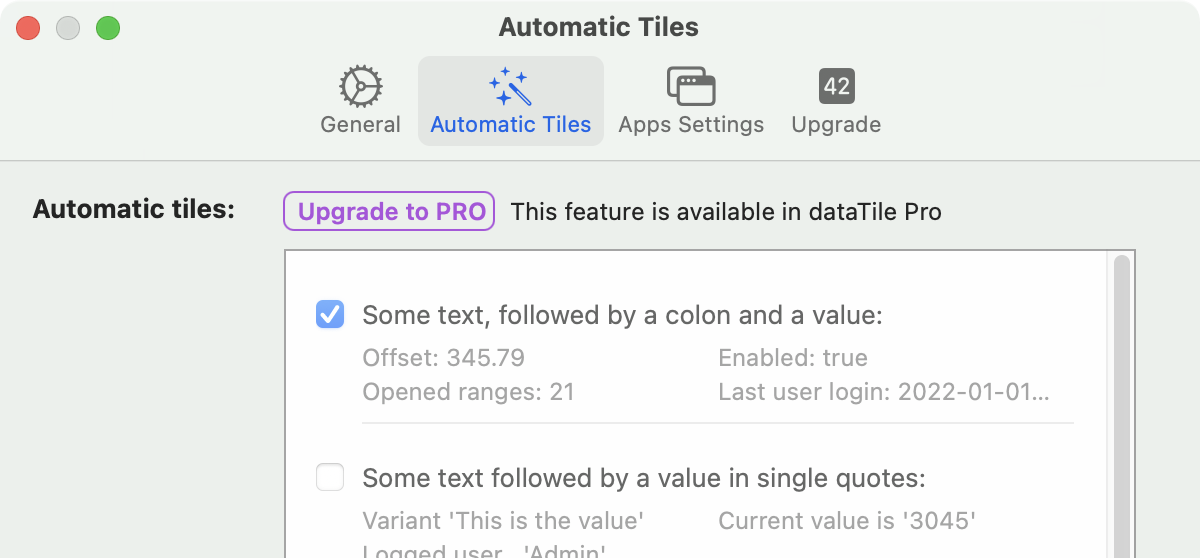 Automatic Tiles
42
General Automatic Tiles Apps Settings Upgrade
Automatic tiles: Upgrade to PRO This feature is available in dataTile Pro
Some text, followed by a colon and a value:
Offset: 345.79 Enabled: true
Opened ranges: 21 Last user login: 2022-01-01...
Some text followed by a value in single quotes:
Variant 'This is the value' Current value is '3045'
Logged user 'Admin'